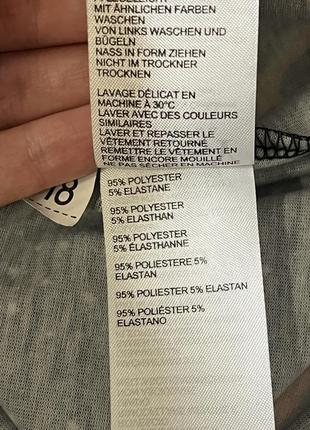 MIT ÄHNLICHEN FARBEN
WASCHEN
VON LINKS WASCHEN UND
BÜGELN
NASS IN FORM ZIEHEN
NICHT IM TROCKNER
TROCKNEN
LAVAGE DÉLICAT EN
MACHINE À 30°C
LAVER AVEC DES COULEURS
SIMILAIRES
LAVER ET REPASSER LE
VÊTEMENT RETOURNÉ
REMETTRE LE VÊTEMENT EN
FORME ENCORE MOUILLÉ
NE PAS SÉCHER EN MACHINE
18
95% POLYESTER
5% ELASTANE
95% POLYESTER
5% ELASTHAN
95% POLYESTER
5% ÉLASTHANNE
95% POLIESTERE 5%
ELASTAN
95% POLIESTER 5% ELASTAN
95% POLIÉSTER 5%
ELASTANO